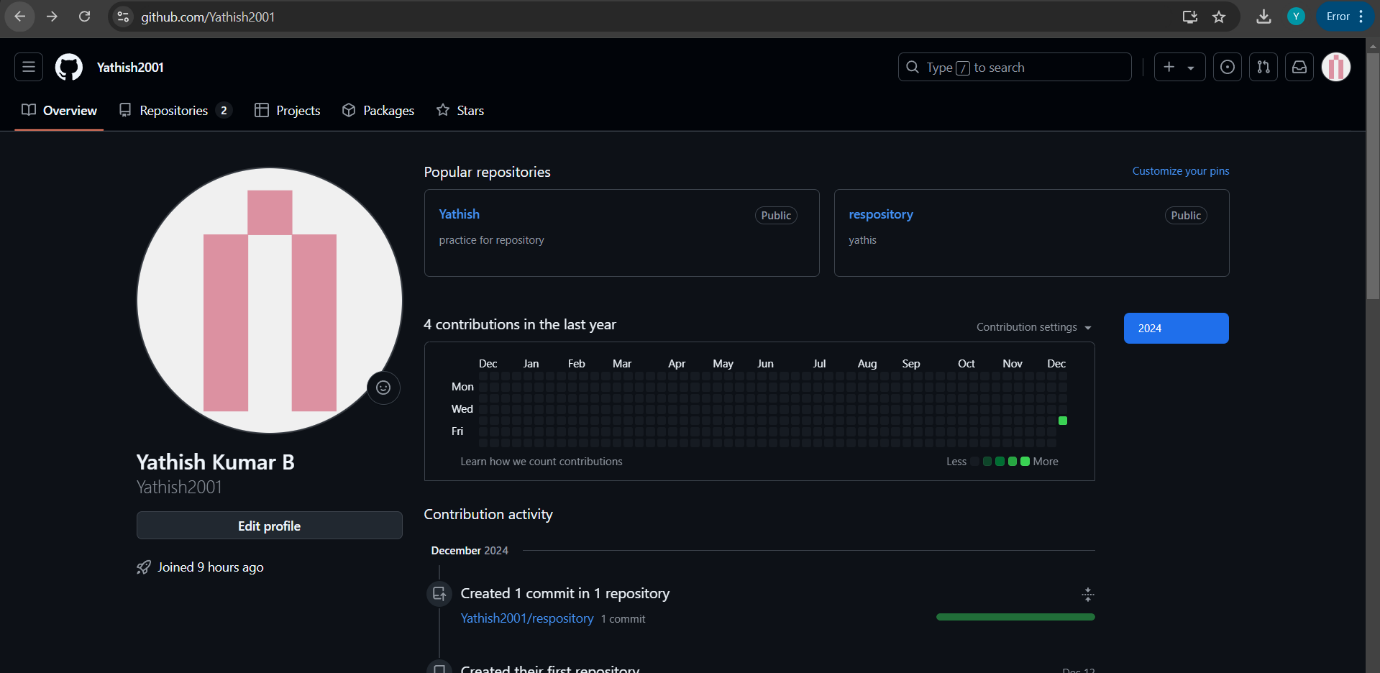 github.com/Yathish2001
Y
Error
Yathish2001
Type / to search
Overview
Repositories 2
Projects
Packages
Stars
Popular repositories
Customize your pins
Yathish
Public
practice for repository
respository
Public
yathis
4 contributions in the last year
Contribution settings
2024
Dec Jan Feb Mar Apr May Jun Jul Aug Sep Oct Nov Dec
Mon
Wed
Fri
Learn how we count contributions
Less
More
Yathish Kumar B
Yathish2001
Edit profile
Joined 9 hours ago
Contribution activity
December 2024
Created 1 commit in 1 repository
Yathish2001/respository 1 commit
Created their first repository
Dec 12